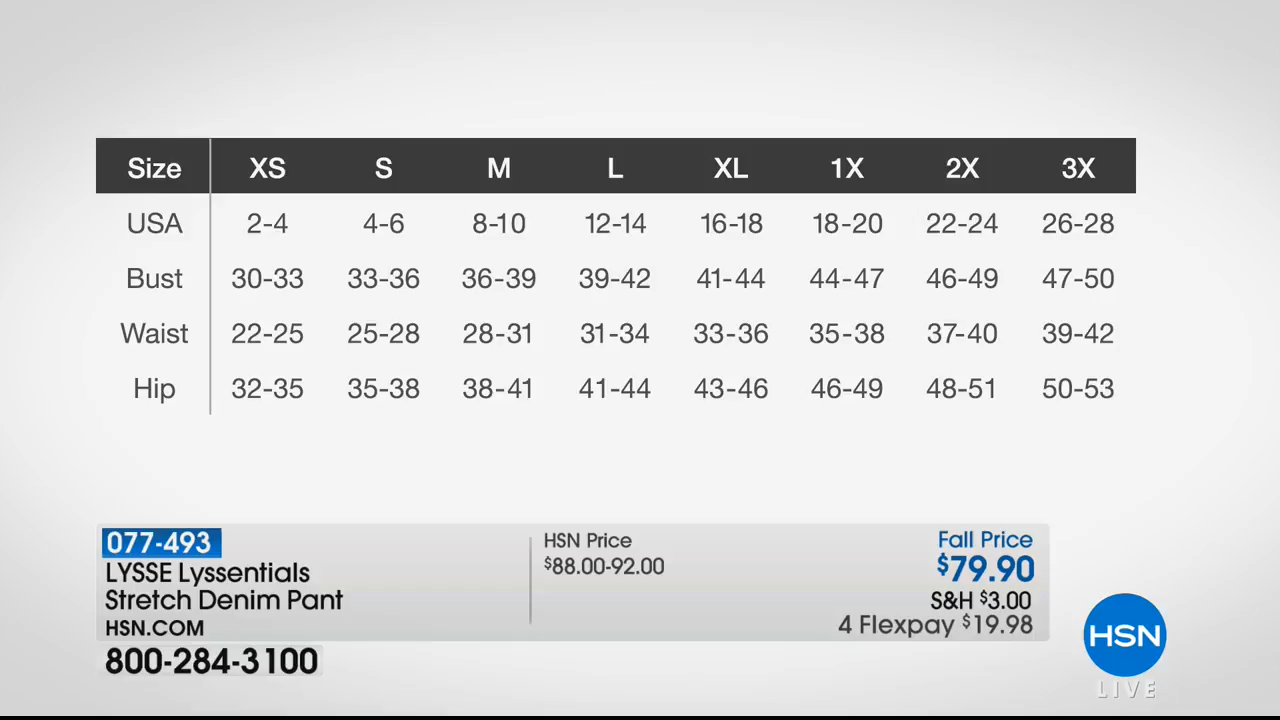 Size XS S M L XL 1X 2X 3X
USA 2-4 4-6 8-10 12-14 16-18 18-20 22-24 26-28
Bust 30-33 33-36 36-39 39-42 41-44 44-47 46-49 47-50
Waist 22-25 25-28 28-31 31-34 33-36 35-38 37-40 39-42
Hip 32-35 35-38 38-41 41-44 43-46 46-49 48-51 50-53
077-493
LYSSE Lyssentials
Stretch Denim Pant
HSN.COM
800-284-3100
HSN Price
$88.00-92.00
Fall Price
$79.90
S&H $3.00
4 Flexpay $19.98
HSN
LIVE